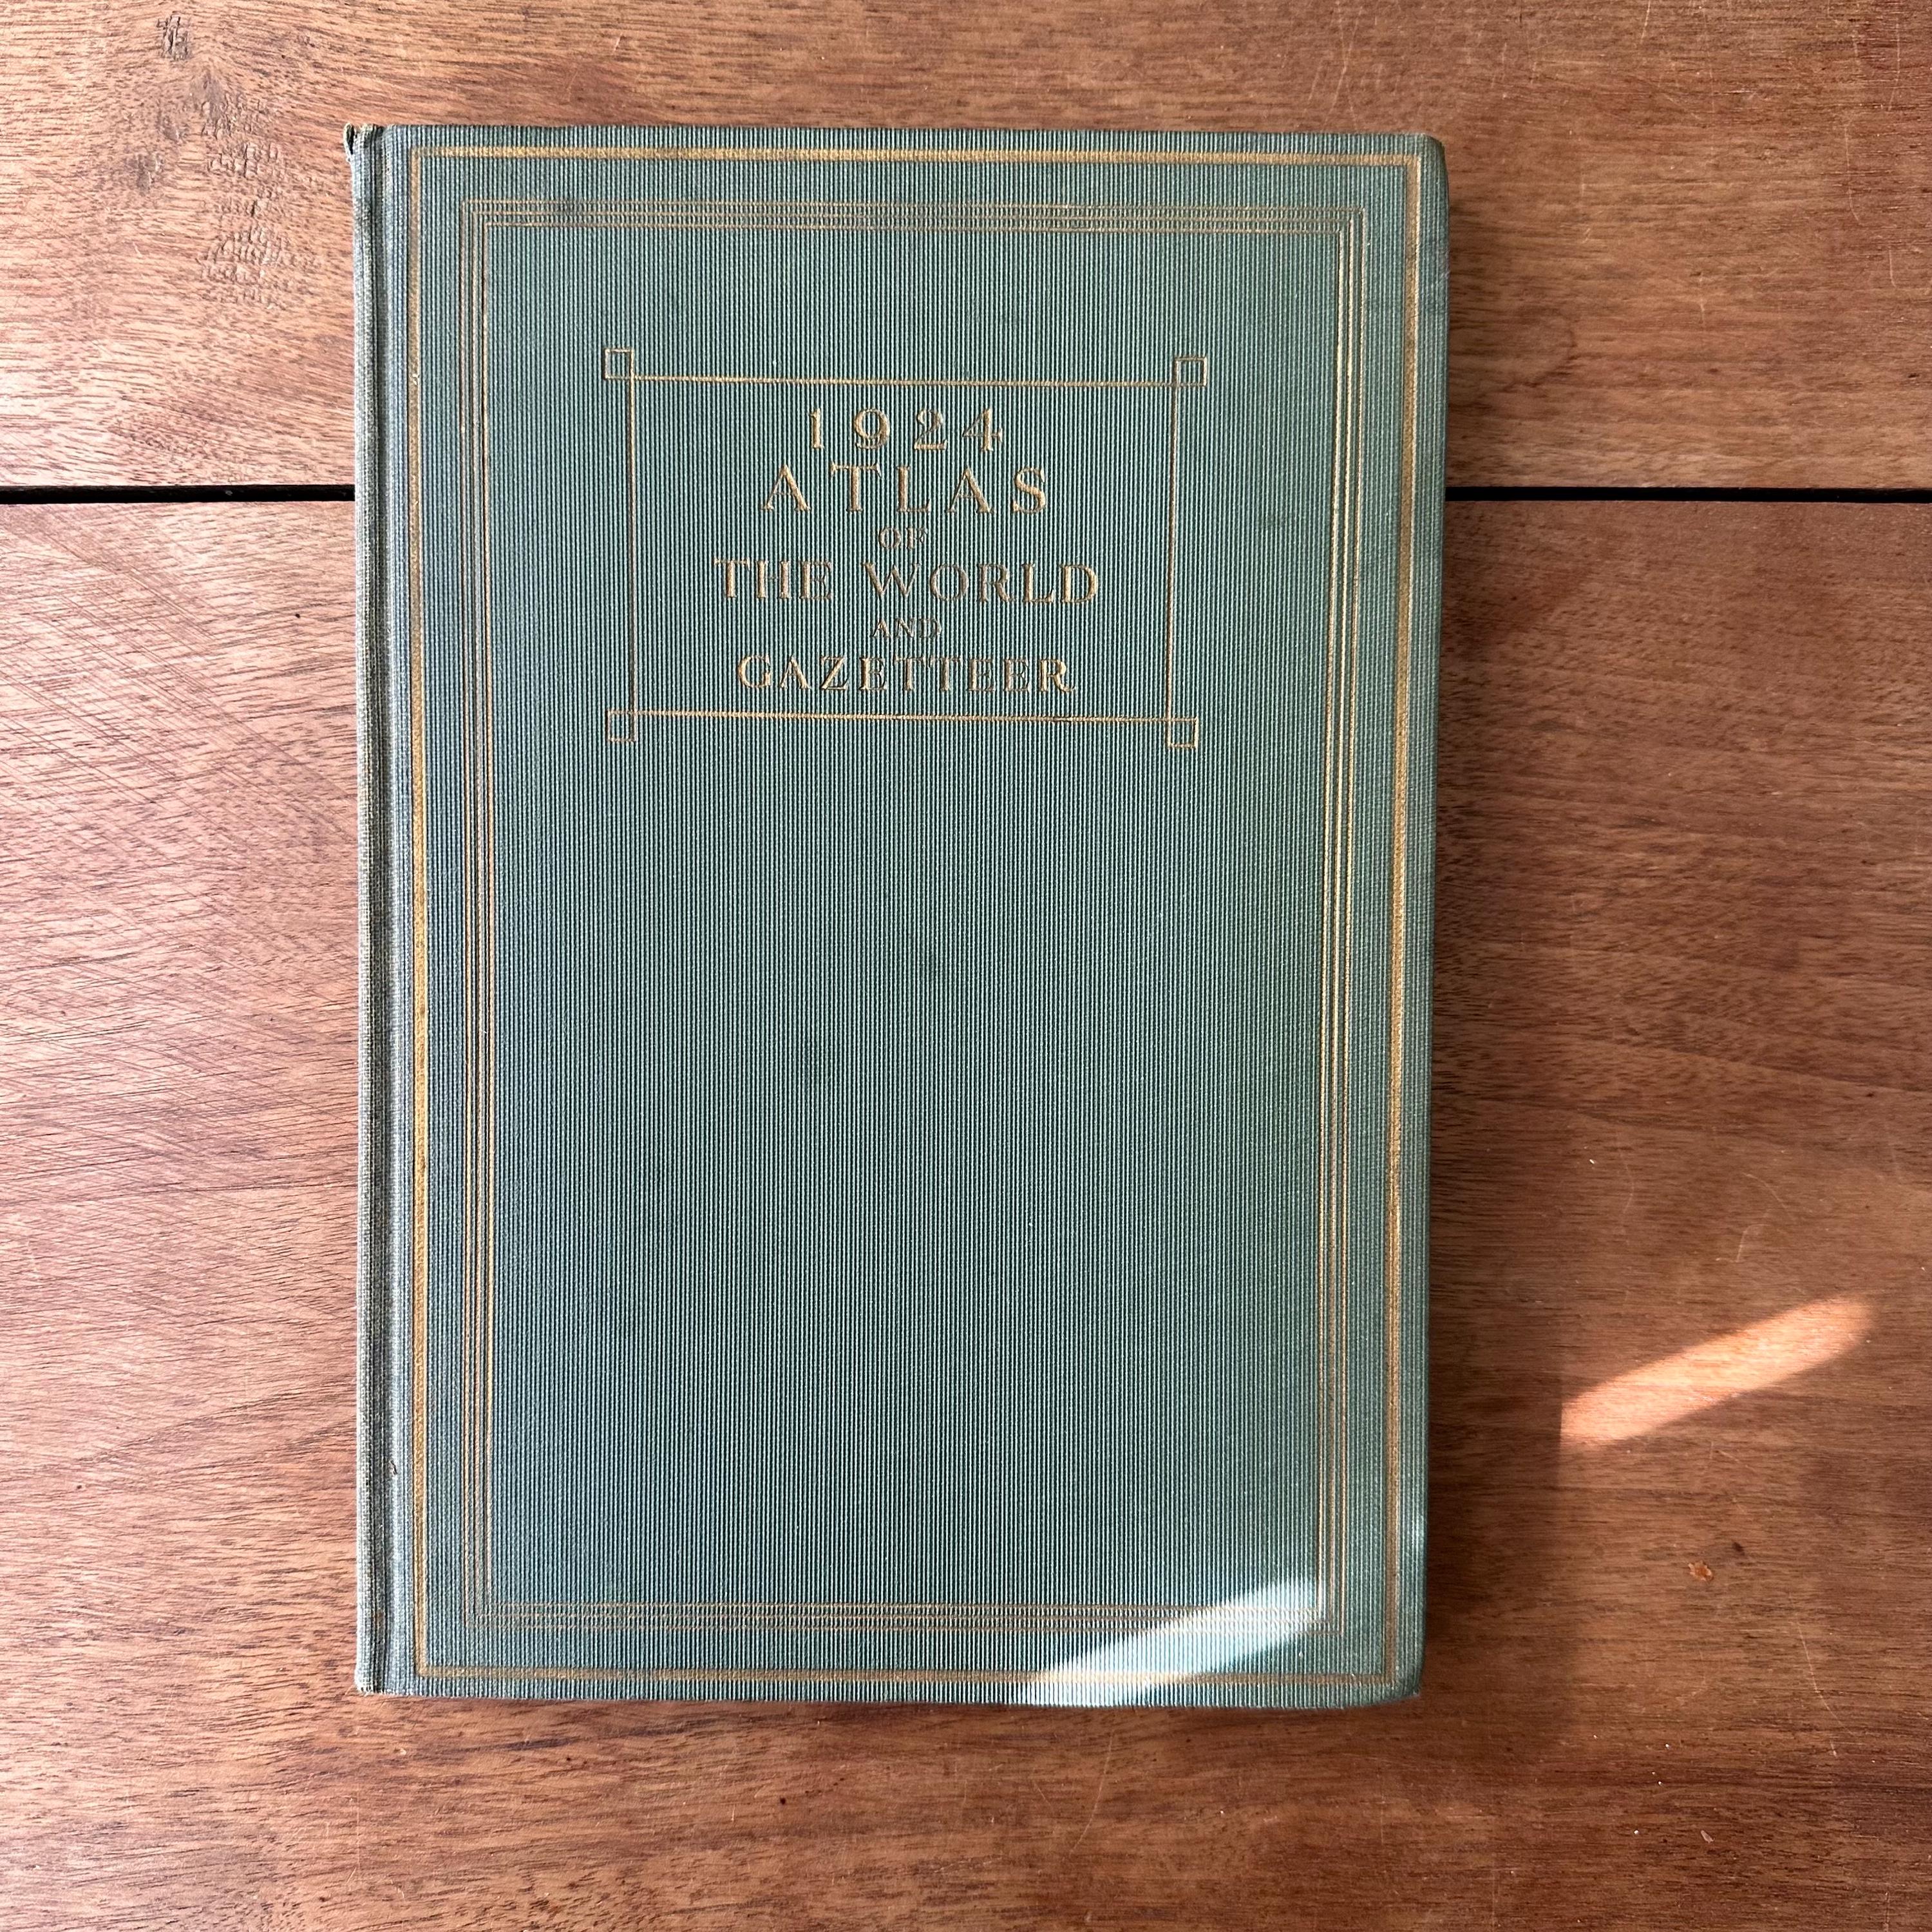 1924
ATLAS
OF
THE WORLD
AND
GAZETTEER